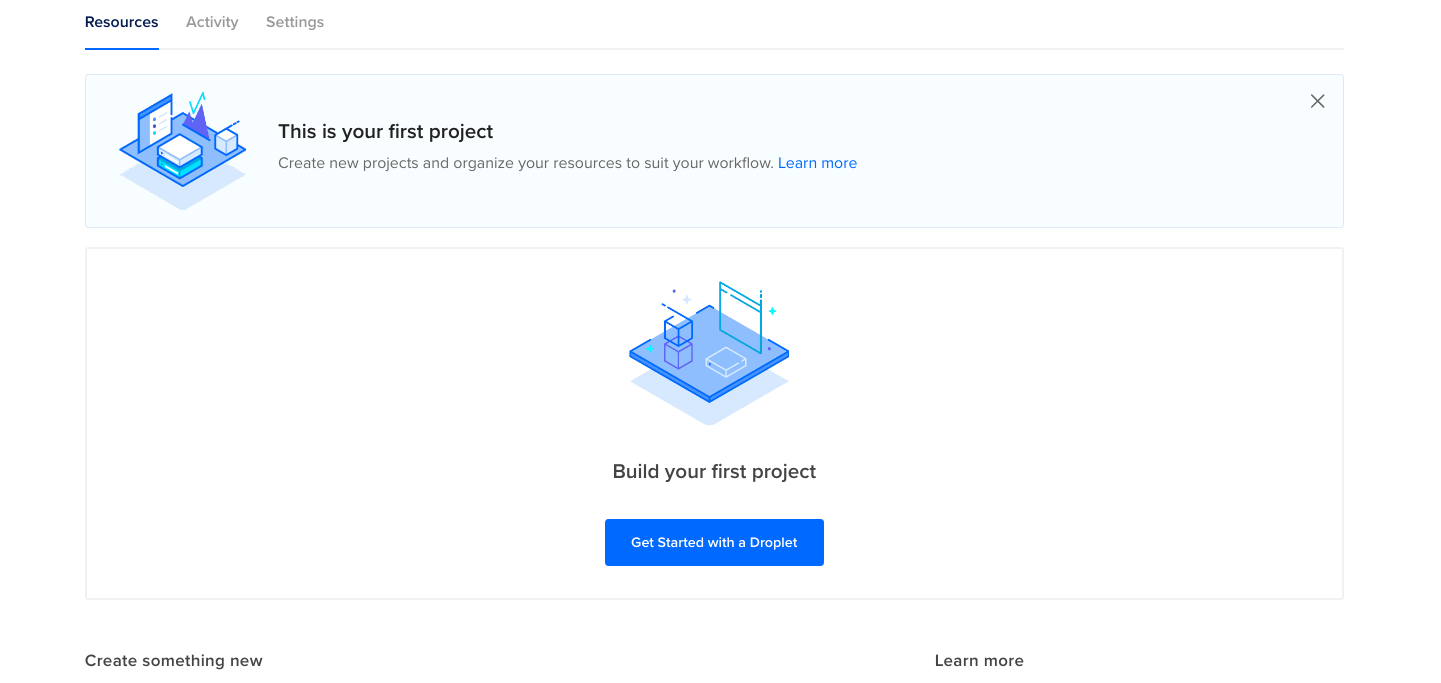 Resources Activity Settings
This is your first project
Create new projects and organize your resources to suit your workflow. Learn more
Build your first project
Get Started with a Droplet
Create something new Learn more